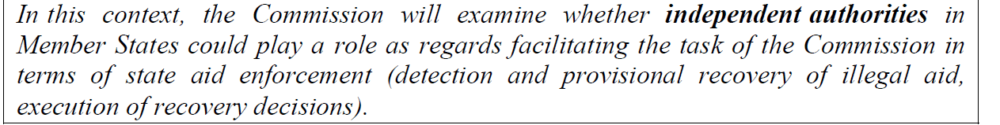 In this context, the Commission will examine whether independent authorities in
Member States could play a role as regards facilitating the task of the Commission in
terms of state aid enforcement (detection and provisional recovery of illegal aid,
execution of recovery decisions).